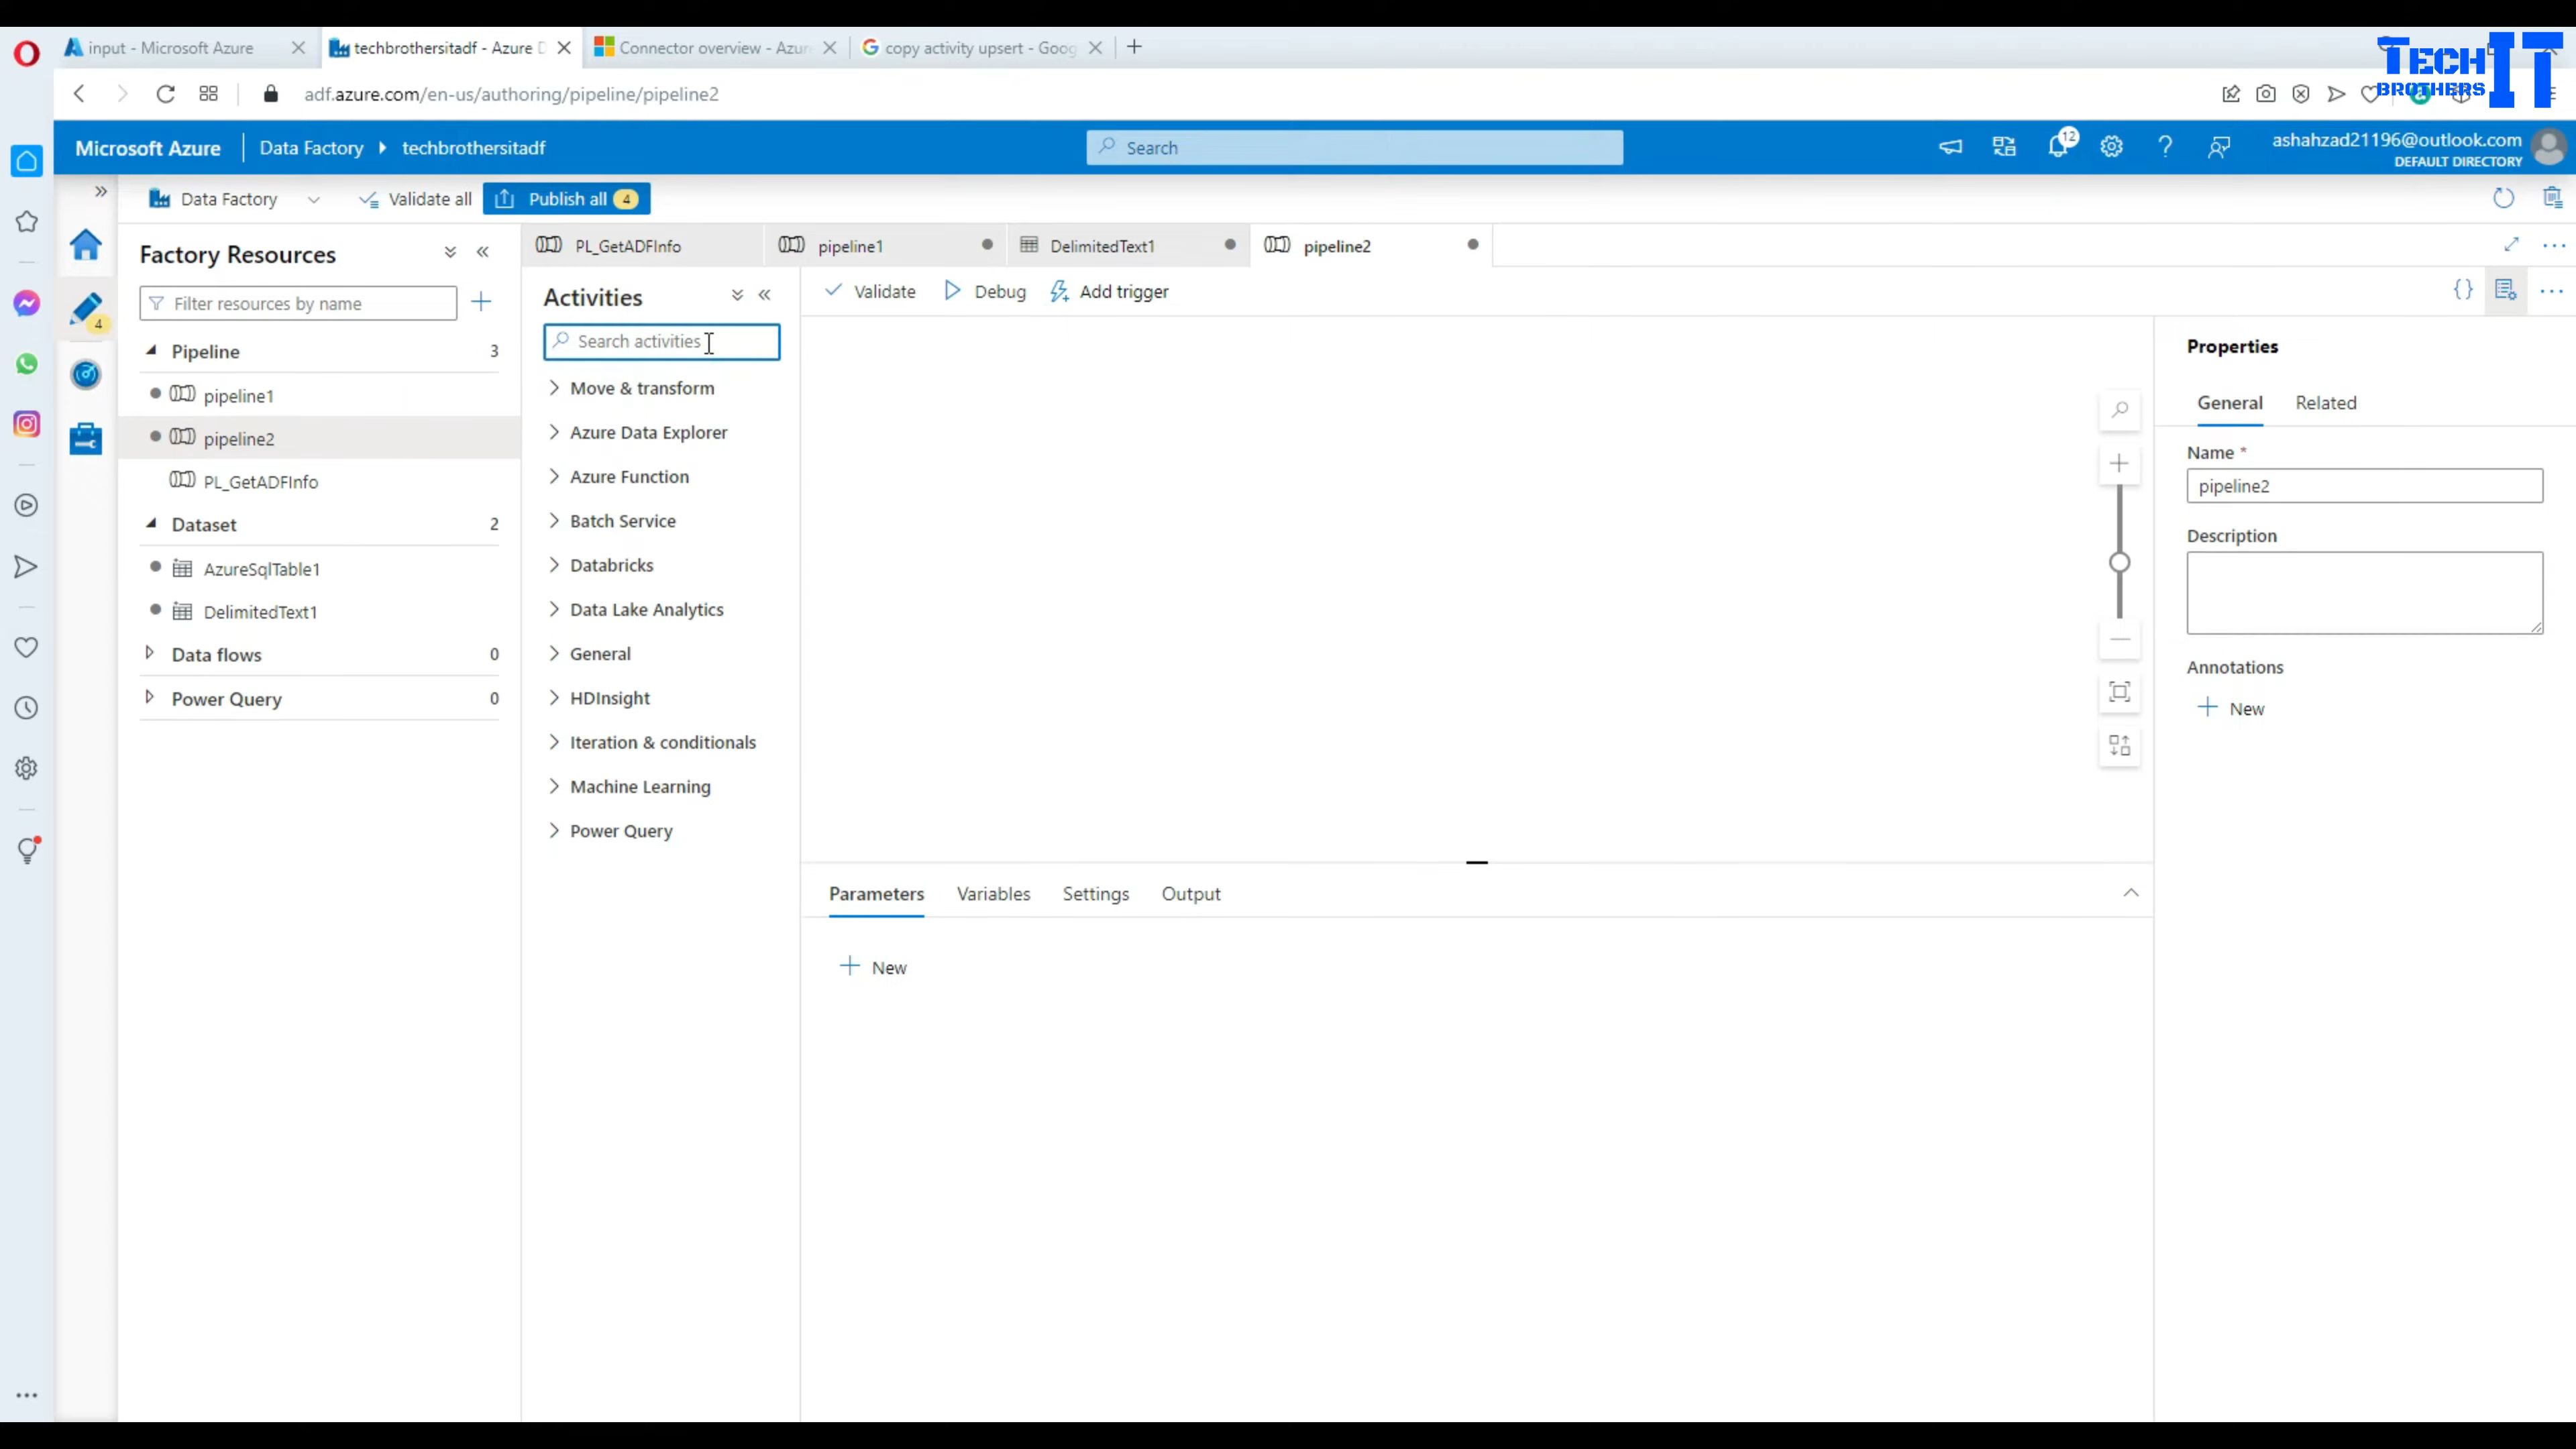 input - Microsoft Azure
techbrothersitadf - Azure D
Connector overview - Azur
copy activity upsert - Goog
TECH
BROTHERS
IT
adf.azure.com/en-us/authoring/pipeline/pipeline2
Microsoft Azure
Data Factory
techbrothersitadf
Search
12
ashahzad21196@outlook.com
DEFAULT DIRECTORY
Data Factory
Validate all
Publish all
4
Factory Resources
PL_GetADFInfo
pipeline1
DelimitedText1
pipeline2
Filter resources by name
Activities
Validate
Debug
Add trigger
4
Search activities
Pipeline
3
pipeline1
pipeline2
PL_GetADFInfo
Dataset
2
AzureSqlTable1
DelimitedText1
Data flows
0
Power Query
0
Move & transform
Azure Data Explorer
Azure Function
Batch Service
Databricks
Data Lake Analytics
General
HDInsight
Iteration & conditionals
Machine Learning
Power Query
Properties
General
Related
Name *
pipeline2
Description
Annotations
New
Parameters
Variables
Settings
Output
New